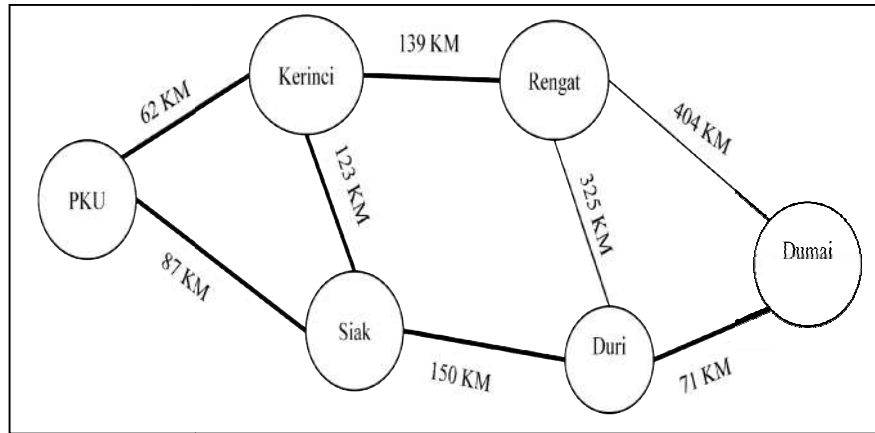 139 KM
Kerinci
Rengat
62 KM
404 KM
123 KM
325 KM
PKU
Dumai
87 KM
Siak
Duri
150 KM
71 KM